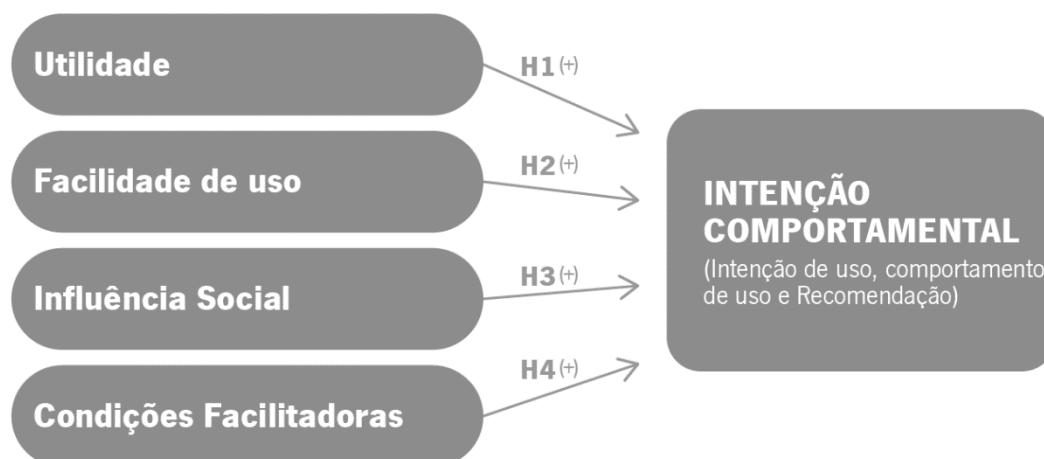 Utilidade
H1 (+)
Facilidade de uso
H2 (+)
Influência Social
H3 (+)
Condições Facilitadoras
H4 (+)
INTENÇÃO
COMPORTAMENTAL
(Intenção de uso, comportamento
de uso e Recomendação)